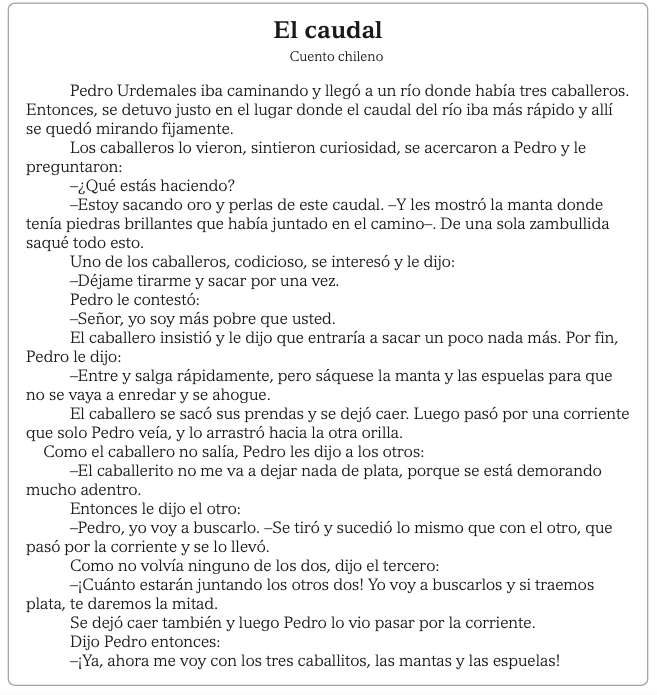 El caudal
Cuento chileno
Pedro Urdemales iba caminando y llegó a un río donde había tres caballeros.
Entonces, se detuvo justo en el lugar donde el caudal del río iba más rápido y allí
se quedó mirando fijamente.
Los caballeros lo vieron, sintieron curiosidad, se acercaron a Pedro y le
preguntaron:
–¿Qué estás haciendo?
–Estoy sacando oro y perlas de este caudal. –Y les mostró la manta donde
tenía piedras brillantes que había juntado en el camino–. De una sola zambullida
saqué todo esto.
Uno de los caballeros, codicioso, se interesó y le dijo:
–Déjame tirarme y sacar por una vez.
Pedro le contestó:
–Señor, yo soy más pobre que usted.
El caballero insistió y le dijo que entraría a sacar un poco nada más. Por fin,
Pedro le dijo:
–Entre y salga rápidamente, pero sáquese la manta y las espuelas para que
no se vaya a enredar y se ahogue.
El caballero se sacó sus prendas y se dejó caer. Luego pasó por una corriente
que solo Pedro veía, y lo arrastró hacia la otra orilla.
Como el caballero no salía, Pedro les dijo a los otros:
–El caballerito no me va a dejar nada de plata, porque se está demorando
mucho adentro.
Entonces le dijo el otro:
–Pedro, yo voy a buscarlo. –Se tiró y sucedió lo mismo que con el otro, que
pasó por la corriente y se lo llevó.
Como no volvía ninguno de los dos, dijo el tercero:
–¡Cuánto estarán juntando los otros dos! Yo voy a buscarlos y si traemos
plata, te daremos la mitad.
Se dejó caer también y luego Pedro lo vio pasar por la corriente.
Dijo Pedro entonces:
–¡Ya, ahora me voy con los tres caballitos, las mantas y las espuelas!